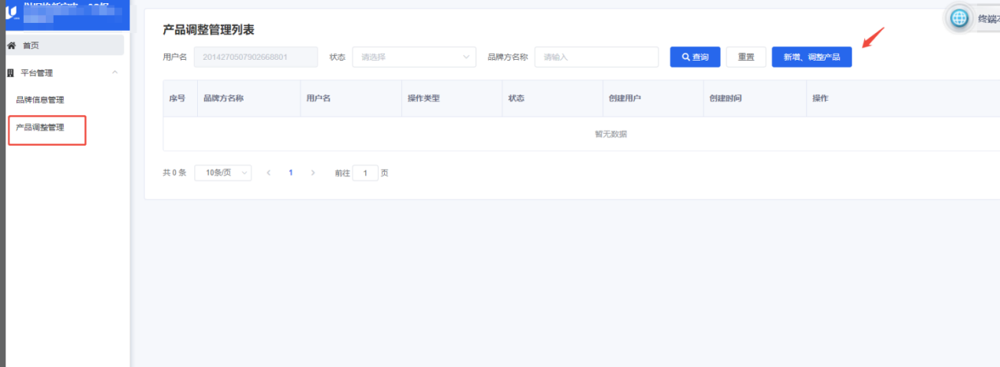 首页
平台管理
品牌信息管理
产品调整管理
产品调整管理列表
用户名 2014270507902668801 状态 请选择 品牌方名称 请输入 查询 重置 新增、调整产品
序号 品牌方名称 用户名 操作类型 状态 创建用户 创建时间 操作
暂无数据
共 0 条 10条/页 1 前往 1 页
终端